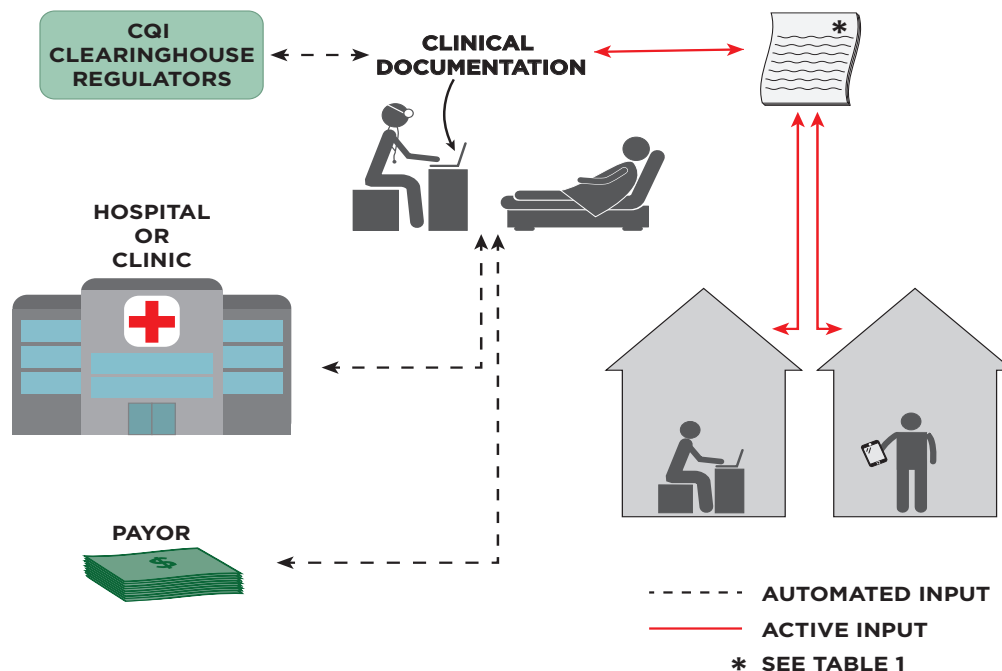 CQI
CLEARINGHOUSE
REGULATORS
CLINICAL
DOCUMENTATION
*
HOSPITAL
OR
CLINIC
PAYOR
$
AUTOMATED INPUT
ACTIVE INPUT
* SEE TABLE 1